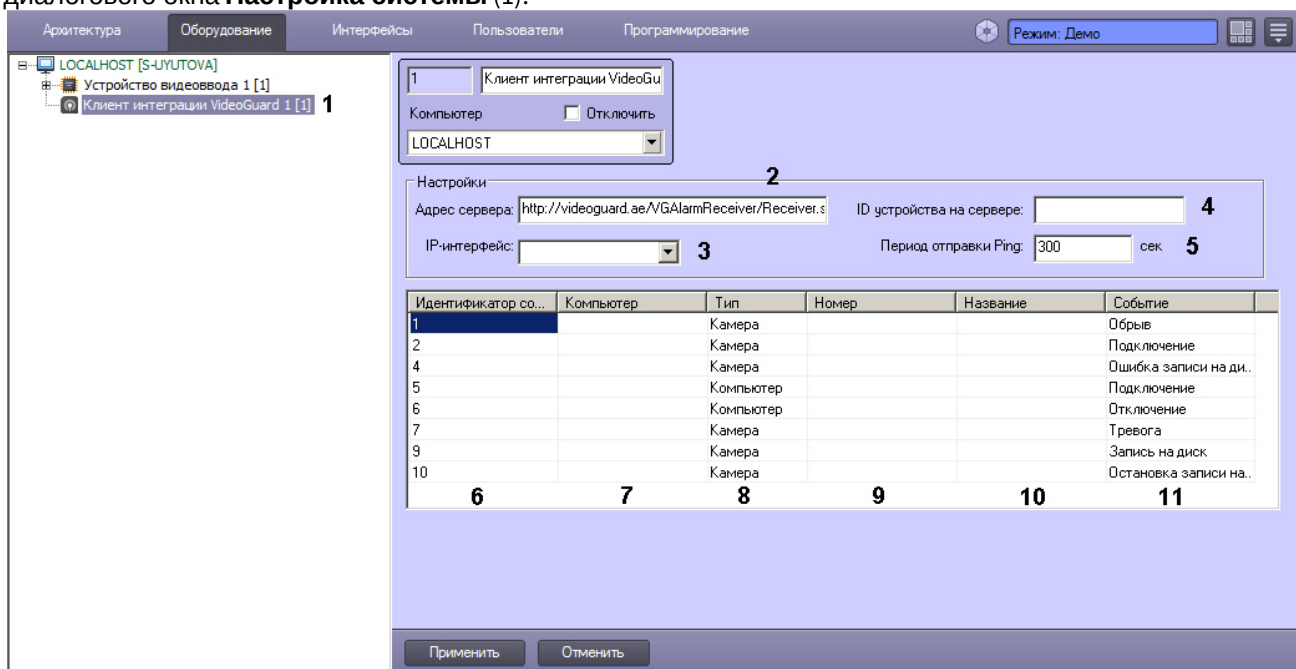 диалогового окна Настройка системы (1).
Архитектура Оборудование Интерфейсы Пользователи Программирование Режим: Демо
LOCALHOST [S-UYUTOVA]
Устройство видеоввода 1 [1]
Клиент интеграции VideoGuard 1 [1] 1
1 Клиент интеграции VideoGu
Компьютер Отключить
LOCALHOST
Настройки 2
Адрес сервера: http://videoguard.ae/VGAlarmReceiver/Receiver.s ID устройства на сервере: 4
IP-интерфейс: 3 Период отправки Ping: 300 сек 5
Идентификатор со... Компьютер Тип Номер Название Событие
1 Камера Обрыв
2 Камера Подключение
4 Камера Ошибка записи на ди..
5 Компьютер Подключение
6 Компьютер Отключение
7 Камера Тревога
9 Камера Запись на диск
10 Камера Остановка записи на..
6 7 8 9 10 11
Применить Отменить